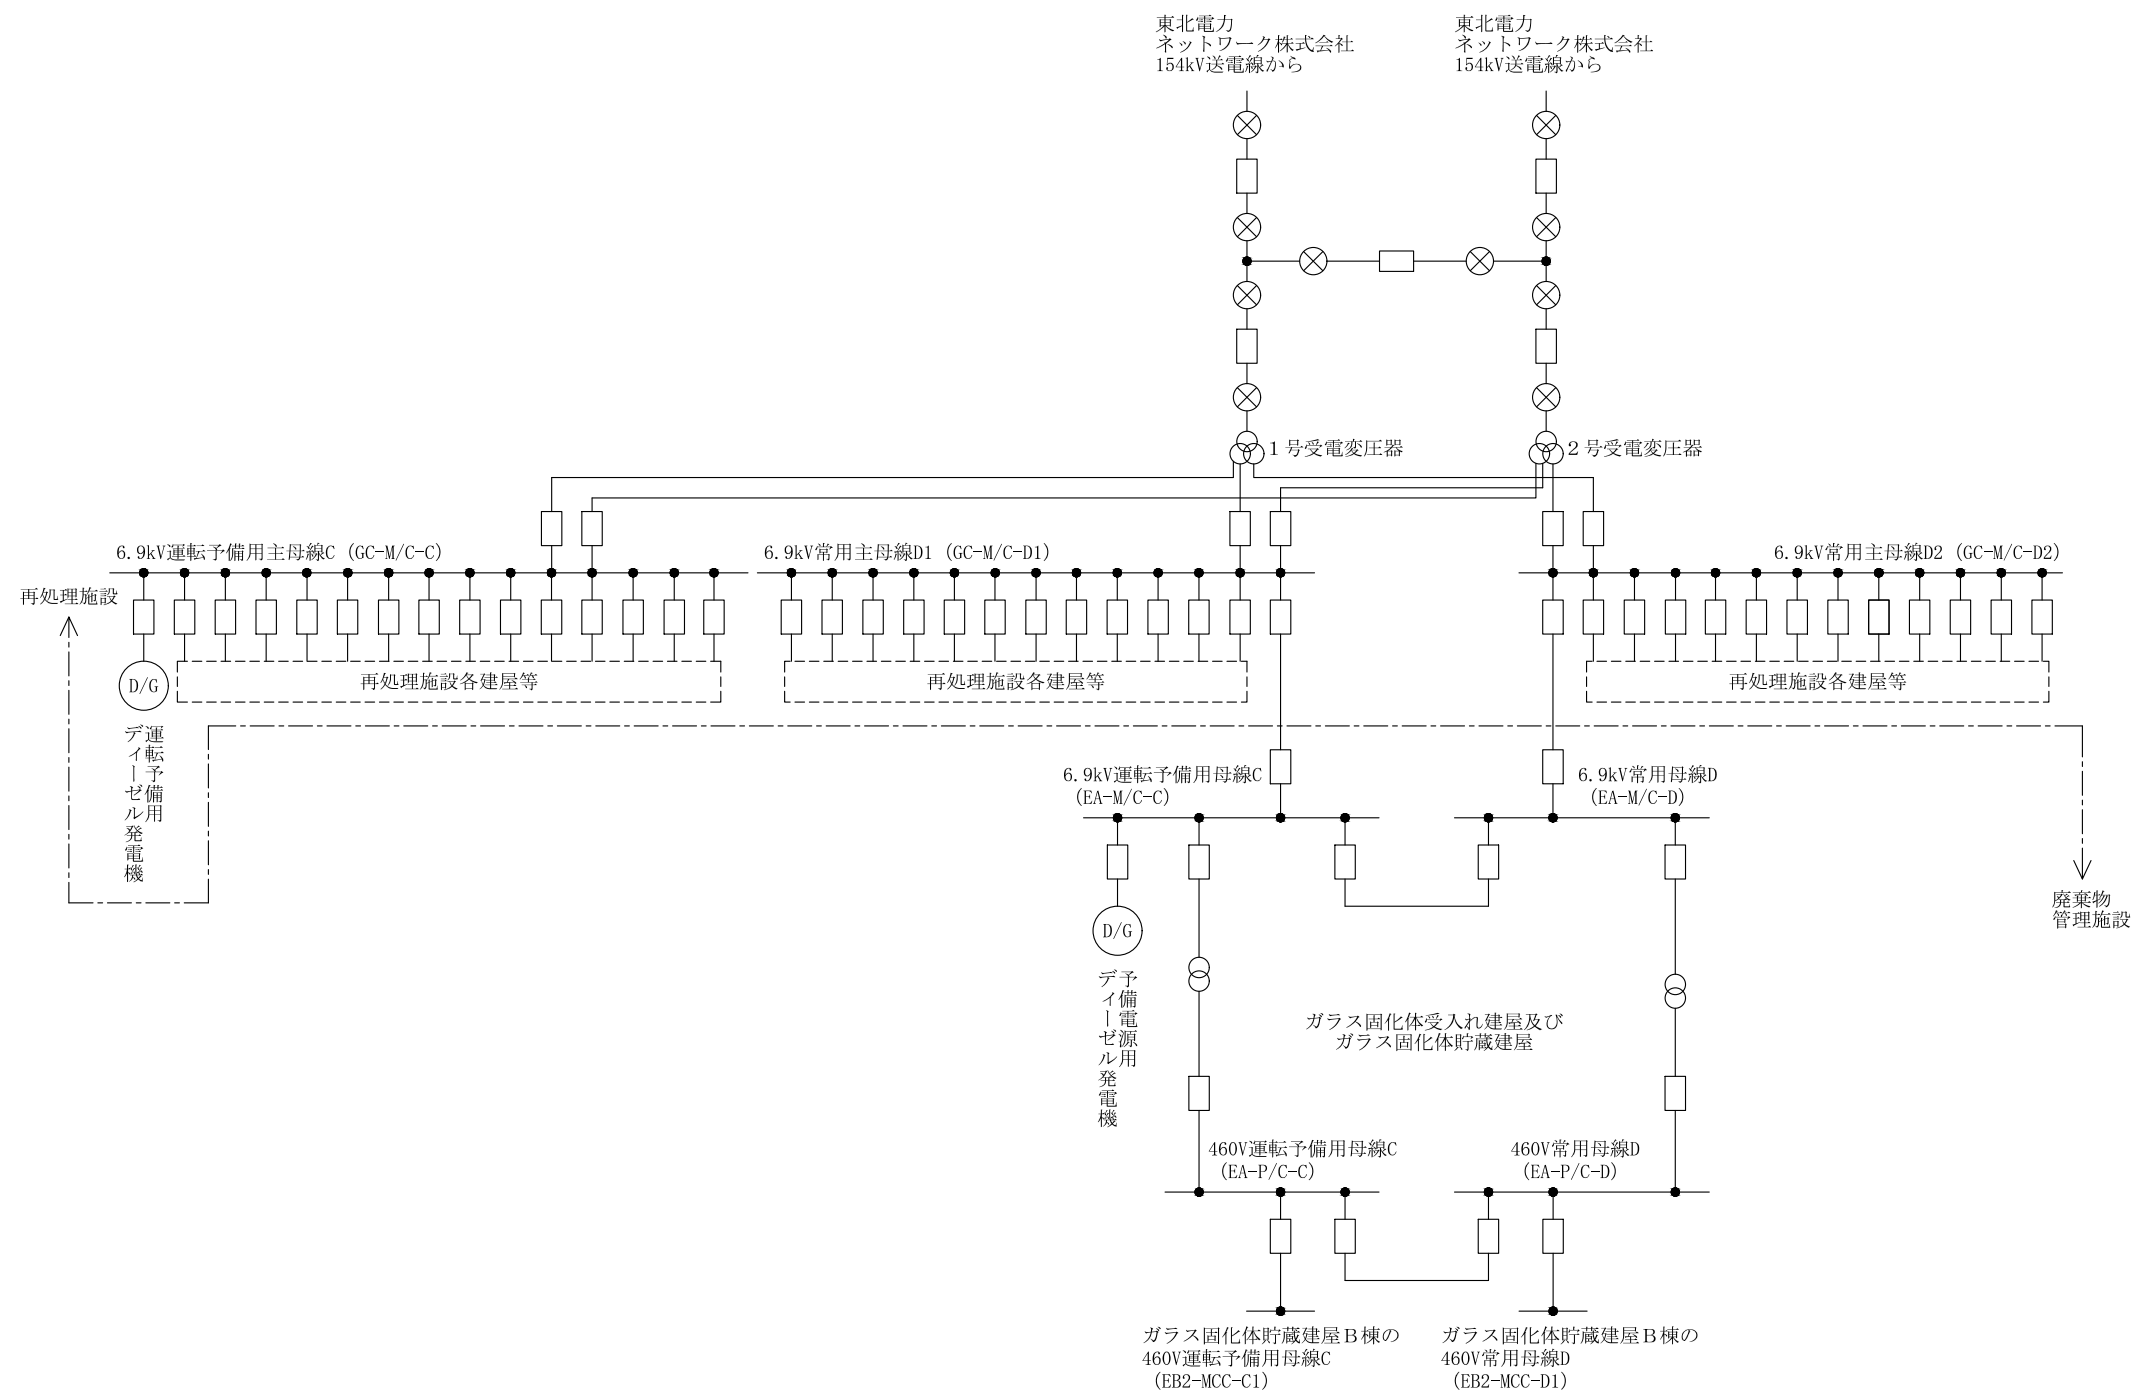 東北電力
ネットワーク株式会社
154kV送電線から
東北電力
ネットワーク株式会社
154kV送電線から
1号受電変圧器
2号受電変圧器
6.9kV運転予備用主母線C (GC-M/C-C)
6.9kV常用主母線D1 (GC-M/C-D1)
6.9kV常用主母線D2 (GC-M/C-D2)
再処理施設
D/G
再処理施設各建屋等
再処理施設各建屋等
再処理施設各建屋等
運転予備用
ディーゼル発電機
6.9kV運転予備用母線C
(EA-M/C-C)
6.9kV常用母線D
(EA-M/C-D)
廃棄物
管理施設
D/G
予備電源用
ディーゼル発電機
ガラス固化体受入れ建屋及び
ガラス固化体貯蔵建屋
460V運転予備用母線C
(EA-P/C-C)
460V常用母線D
(EA-P/C-D)
ガラス固化体貯蔵建屋B棟の
460V運転予備用母線C
(EB2-MCC-C1)
ガラス固化体貯蔵建屋B棟の
460V常用母線D
(EB2-MCC-D1)